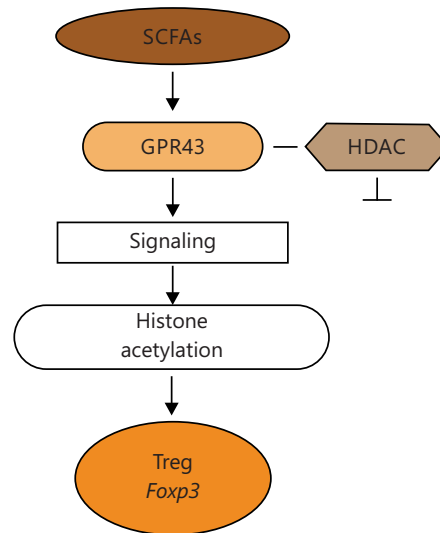 SCFAs
GPR43
HDAC
Signaling
Histone
acetylation
Treg
Foxp3